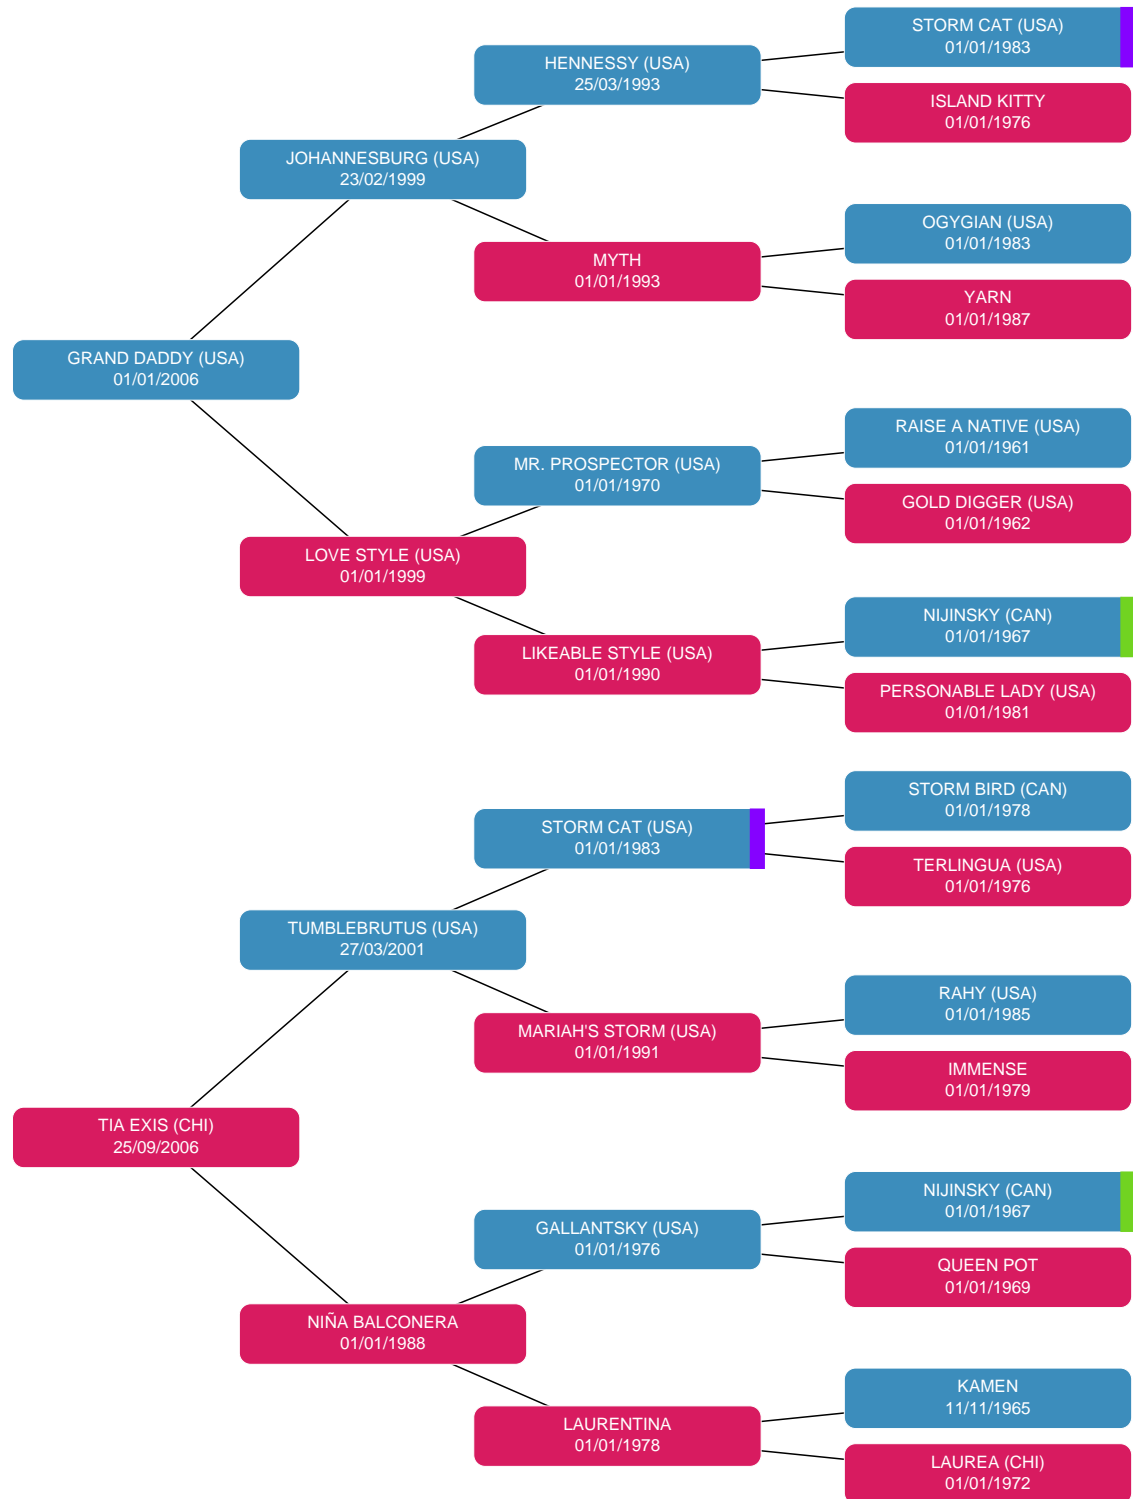 STORM CAT (USA)
01/01/1983
HENNESSY (USA)
25/03/1993
ISLAND KITTY
01/01/1976
JOHANNESBURG (USA)
23/02/1999
OGYGIAN (USA)
01/01/1983
MYTH
01/01/1993
YARN
01/01/1987
GRAND DADDY (USA)
01/01/2006
RAISE A NATIVE (USA)
01/01/1961
MR. PROSPECTOR (USA)
01/01/1970
GOLD DIGGER (USA)
01/01/1962
LOVE STYLE (USA)
01/01/1999
NIJINSKY (CAN)
01/01/1967
LIKEABLE STYLE (USA)
01/01/1990
PERSONABLE LADY (USA)
01/01/1981
STORM BIRD (CAN)
01/01/1978
STORM CAT (USA)
01/01/1983
TERLINGUA (USA)
01/01/1976
TUMBLEBRUTUS (USA)
27/03/2001
RAHY (USA)
01/01/1985
MARIAH'S STORM (USA)
01/01/1991
IMMENSE
01/01/1979
TIA EXIS (CHI)
25/09/2006
NIJINSKY (CAN)
01/01/1967
GALLANTSKY (USA)
01/01/1976
QUEEN POT
01/01/1969
NIÑA BALCONERA
01/01/1988
KAMEN
11/11/1965
LAURENTINA
01/01/1978
LAUREA (CHI)
01/01/1972